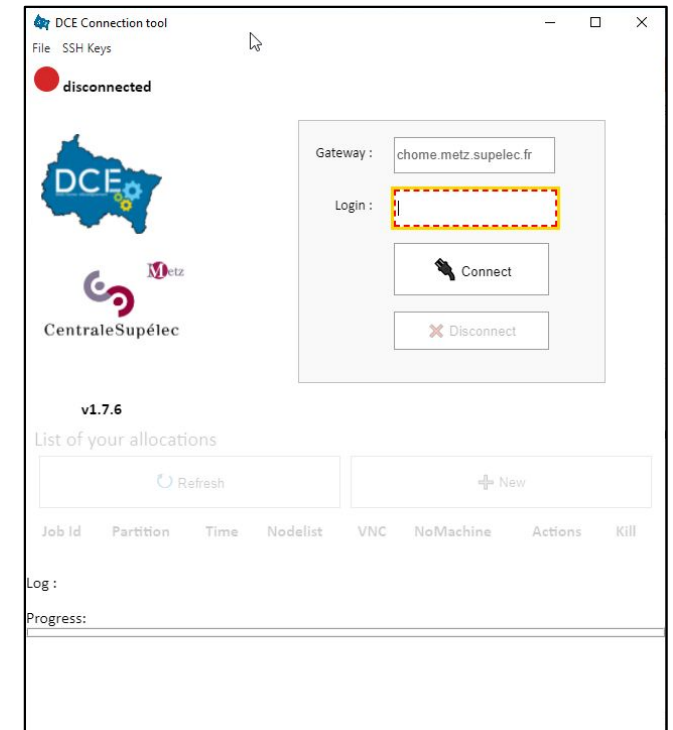 DCE Connection tool
File SSH Keys
disconnected
DCE
Metz
CentraleSupélec
Gateway : chome.metz.supelec.fr
Login :
Connect
Disconnect
v1.7.6
List of your allocations
Refresh New
Job Id Partition Time Nodelist VNC NoMachine Actions Kill
Log :
Progress: